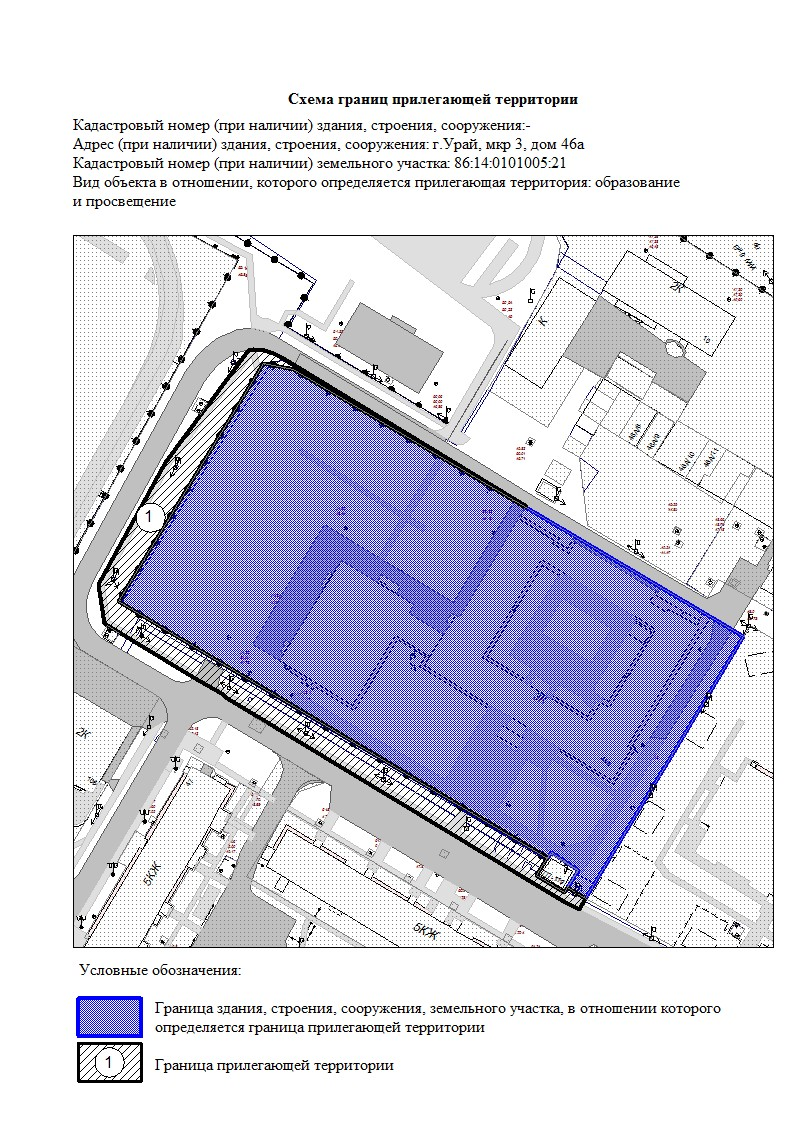 Схема границ прилегающей территории
Кадастровый номер (при наличии) здания, строения, сооружения:-
Адрес (при наличии) здания, строения, сооружения: г.Урай, мкр 3, дом 46а
Кадастровый номер (при наличии) земельного участка: 86:14:0101005:21
Вид объекта в отношении, которого определяется прилегающая территория: образование
и просвещение
К
2К
10
1
2К
5КЖ
5КЖ
Условные обозначения:
Граница здания, строения, сооружения, земельного участка, в отношении которого
определяется граница прилегающей территории
1
Граница прилегающей территории